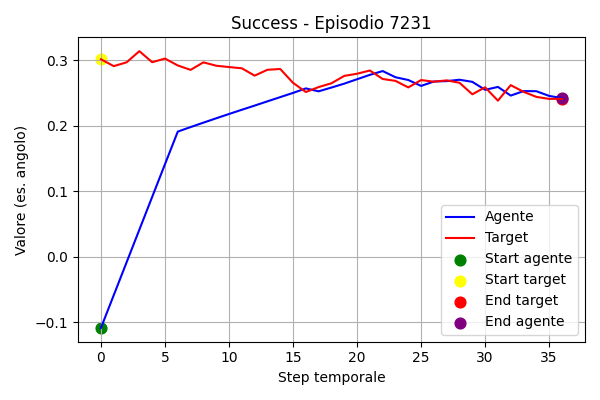 Success - Episodio 7231
Valore (es. angolo)
0.3
0.2
0.1
0.0
−0.1
0
5
10
15
20
25
30
35
Step temporale
Agente
Target
Start agente
Start target
End target
End agente